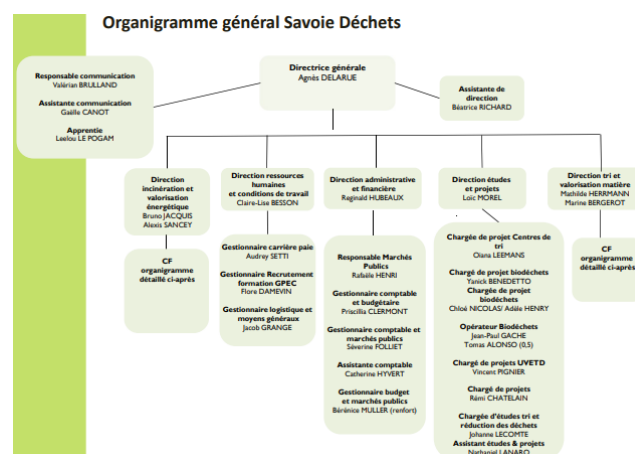 Organigramme général Savoie Déchets
Directrice générale
Agnès DELARUE
Responsable communication
Valérian BRULLAND
Assistante communication
Gaëlle CANOT
Apprentie
Leelou LE POGAM
Assistante de
direction
Béatrice RICHARD
Direction
incinération et
valorisation
énergétique
Bruno JACQUIS
Alexis SANCEY
CF
organigramme
détaillé ci-après
Direction ressources
humaines
et conditions de travail
Claire-Lise BESSON
Gestionnaire carrière paie
Audrey SETTI
Gestionnaire Recrutement
formation GPEC
Flore DAMEVIN
Gestionnaire logistique et
moyens généraux
Jacob GRANGE
Direction administrative
et financière
Raginald HUBEAUX
Responsable Marchés
Publics
Rafaèle HENRI
Gestionnaire comptable
et budgétaire
Priscillia CLERMONT
Gestionnaire comptable et
marchés publics
Séverine FOLLIET
Assistante comptable
Catherine HYVERT
Gestionnaire budget
et marchés publics
Bérénice MULLER (renfort)
Direction études
et projets
Loïc MOREL
Chargée de projet Centres de
tri
Oiana LEEMANS
Chargé de projet biodéchets
Yanick BENEDETTO
Chargée de projet
biodéchets
Chloé NICOLAS/ Adèle HENRY
Opérateur Biodéchets
Jean-Paul GACHE
Tomas ALONSO (0,5)
Chargé de projets UVETD
Vincent PIGNIER
Chargé de projets
Rémi CHATELAIN
Chargée d'études tri et
réduction des déchets
Johanne LECOMTE
Assistant études & projets
Nathaniel LANARO
Direction tri et
valorisation matière
Mathilde HERRMANN
Marine BERGEROT
CF
organigramme
détaillé ci-après